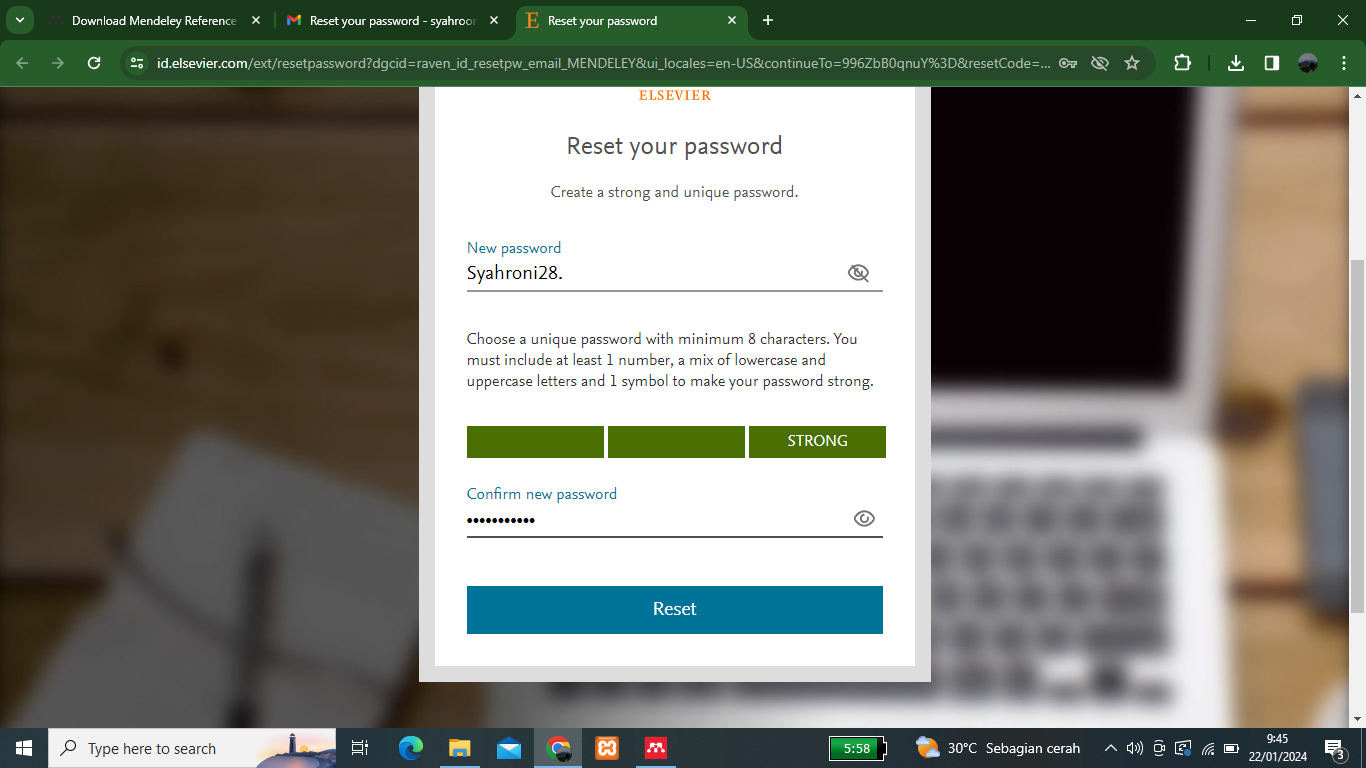 Download Mendeley Reference
Reset your password - syahroor
Reset your password
id.elsevier.com/ext/resetpassword?dgcid=raven_id_resetpw_email_MENDELEY&ui_locales=en-US&continueTo=996ZbB0qnuY%3D&resetCode=...
ELSEVIER
Reset your password
Create a strong and unique password.
New password
Syahroni28.
Choose a unique password with minimum 8 characters. You
must include at least 1 number, a mix of lowercase and
uppercase letters and 1 symbol to make your password strong.
STRONG
Confirm new password
•••••••••••
Reset
Type here to search
5:58
30°C Sebagian cerah
9:45
22/01/2024
3